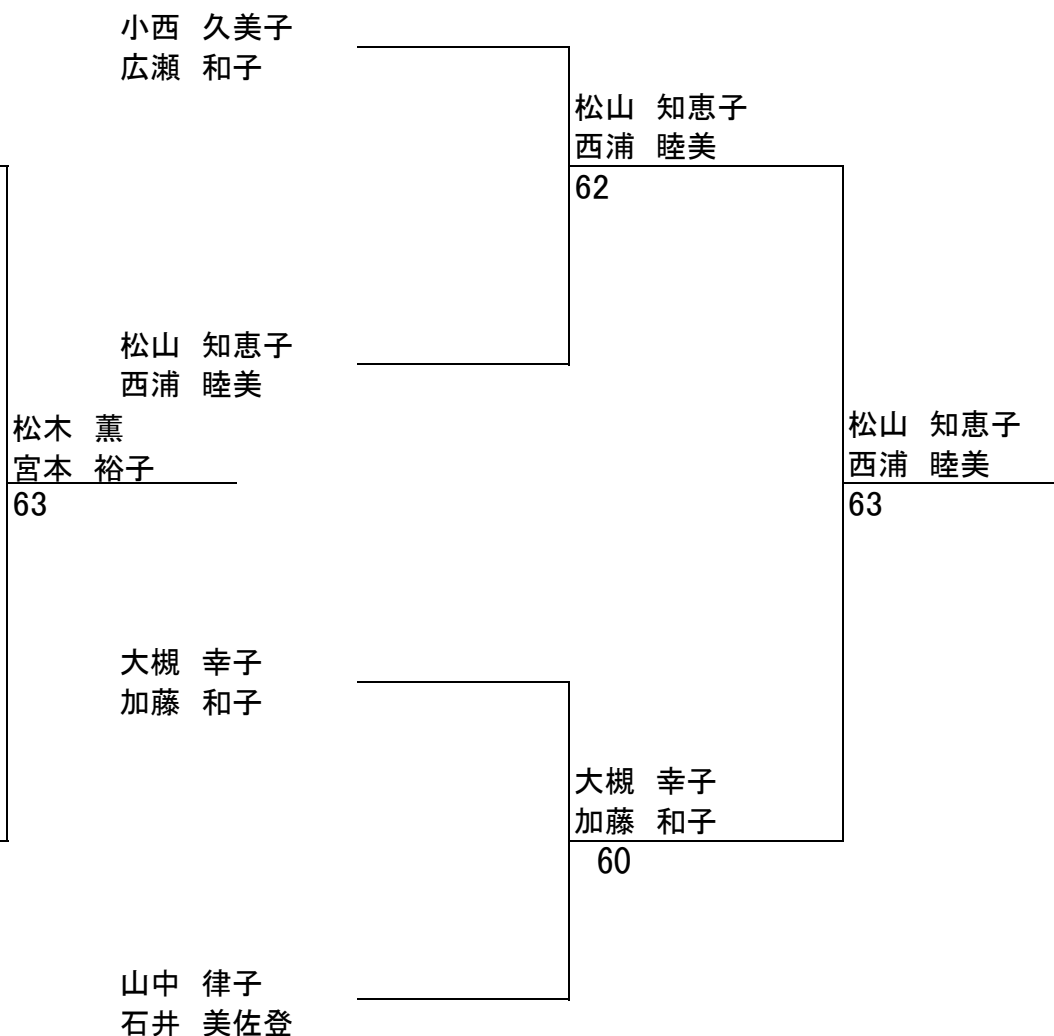 小西 久美子
広瀬 和子
松山 知恵子
西浦 睦美
62
松山 知恵子
西浦 睦美
松木 薫
宮本 裕子
63
松山 知恵子
西浦 睦美
63
大槻 幸子
加藤 和子
大槻 幸子
加藤 和子
60
山中 律子
石井 美佐登